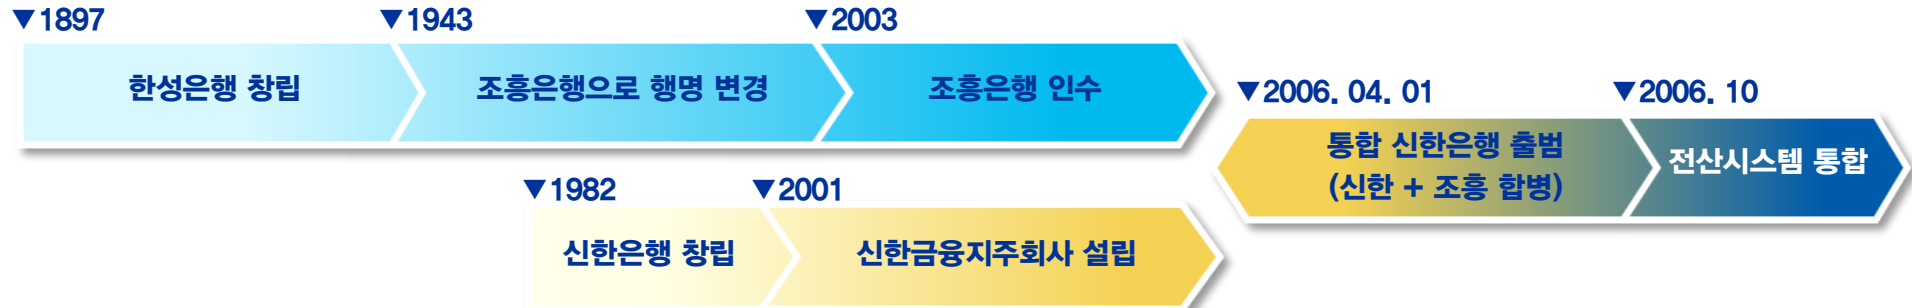 ▼1897
▼1943
▼2003
한성은행 창립
조흥은행으로 행명 변경
조흥은행 인수
▼1982
▼2001
신한은행 창립
신한금융지주회사 설립
▼2006. 04. 01
▼2006. 10
통합 신한은행 출범
(신한 + 조흥 합병)
전산시스템 통합